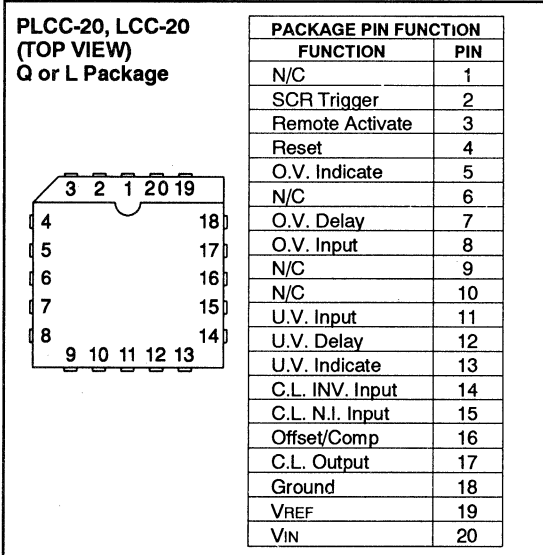 PLCC-20, LCC-20
(TOP VIEW)
Q or L Package
3 2 1 20 19
4 18
5 17
6 16
7 15
8 14
9 10 11 12 13
PACKAGE PIN FUNCTION
FUNCTION PIN
N/C 1
SCR Trigger 2
Remote Activate 3
Reset 4
O.V. Indicate 5
N/C 6
O.V. Delay 7
O.V. Input 8
N/C 9
N/C 10
U.V. Input 11
U.V. Delay 12
U.V. Indicate 13
C.L. INV. Input 14
C.L. N.I. Input 15
Offset/Comp 16
C.L. Output 17
Ground 18
VREF 19
VIN 20